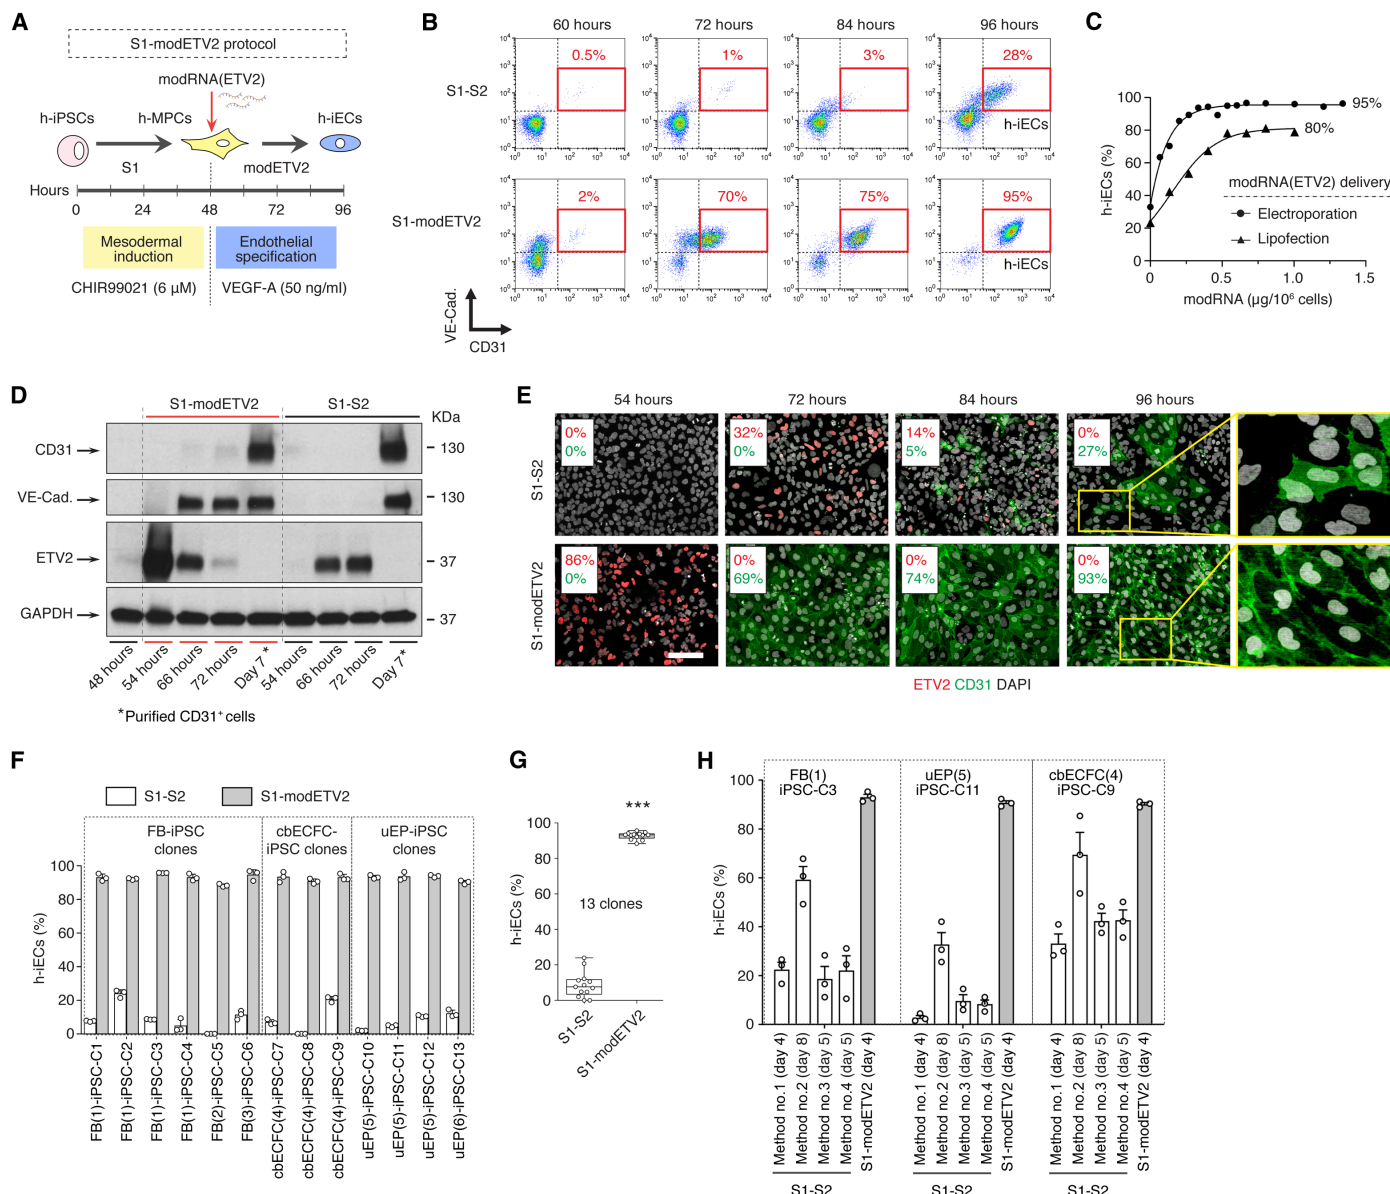 A
S1-modETV2 protocol
modRNA(ETV2)
h-iPSCs
h-MPCs
h-iECs
S1
modETV2
Hours
0
24
48
72
96
Mesodermal
induction
Endothelial
specification
CHIR99021 (6 μM)
VEGF-A (50 ng/ml)
B
60 hours
72 hours
84 hours
96 hours
S1-S2
0.5%
1%
3%
28%
h-iECs
S1-modETV2
2%
70%
75%
95%
h-iECs
VE-Cad.
CD31
C
h-iECs (%)
100
80
60
40
20
0
95%
80%
modRNA(ETV2) delivery
Electroporation
Lipofection
0
0.5
1.0
1.5
modRNA (μg/10⁶ cells)
D
S1-modETV2
S1-S2
KDa
CD31
130
VE-Cad.
130
ETV2
37
GAPDH
37
48 hours
54 hours
66 hours
72 hours
Day 7*
54 hours
66 hours
72 hours
Day 7*
*Purified CD31⁺ cells
E
54 hours
72 hours
84 hours
96 hours
S1-S2
0%
0%
32%
0%
14%
5%
0%
27%
S1-modETV2
86%
0%
0%
69%
0%
74%
0%
93%
ETV2 CD31 DAPI
F
S1-S2
S1-modETV2
FB-iPSC
clones
cbECFC-
iPSC clones
uEP-iPSC
clones
h-iECs (%)
100
80
60
40
20
0
FB(1)-iPSC-C1
FB(1)-iPSC-C2
FB(1)-iPSC-C3
FB(1)-iPSC-C4
FB(2)-iPSC-C5
FB(3)-iPSC-C6
cbECFC(4)-iPSC-C7
cbECFC(4)-iPSC-C8
cbECFC(4)-iPSC-C9
uEP(5)-iPSC-C10
uEP(5)-iPSC-C11
uEP(5)-iPSC-C12
uEP(6)-iPSC-C13
G
***
h-iECs (%)
100
80
60
40
20
0
13 clones
S1-S2
S1-modETV2
H
FB(1)
iPSC-C3
uEP(5)
iPSC-C11
cbECFC(4)
iPSC-C9
h-iECs (%)
100
80
60
40
20
0
Method no.1 (day 4)
Method no.2 (day 8)
Method no.3 (day 5)
Method no.4 (day 5)
S1-modETV2 (day 4)
Method no.1 (day 4)
Method no.2 (day 8)
Method no.3 (day 5)
Method no.4 (day 5)
S1-modETV2 (day 4)
Method no.1 (day 4)
Method no.2 (day 8)
Method no.3 (day 5)
Method no.4 (day 5)
S1-modETV2 (day 4)
S1-S2
S1-S2
S1-S2